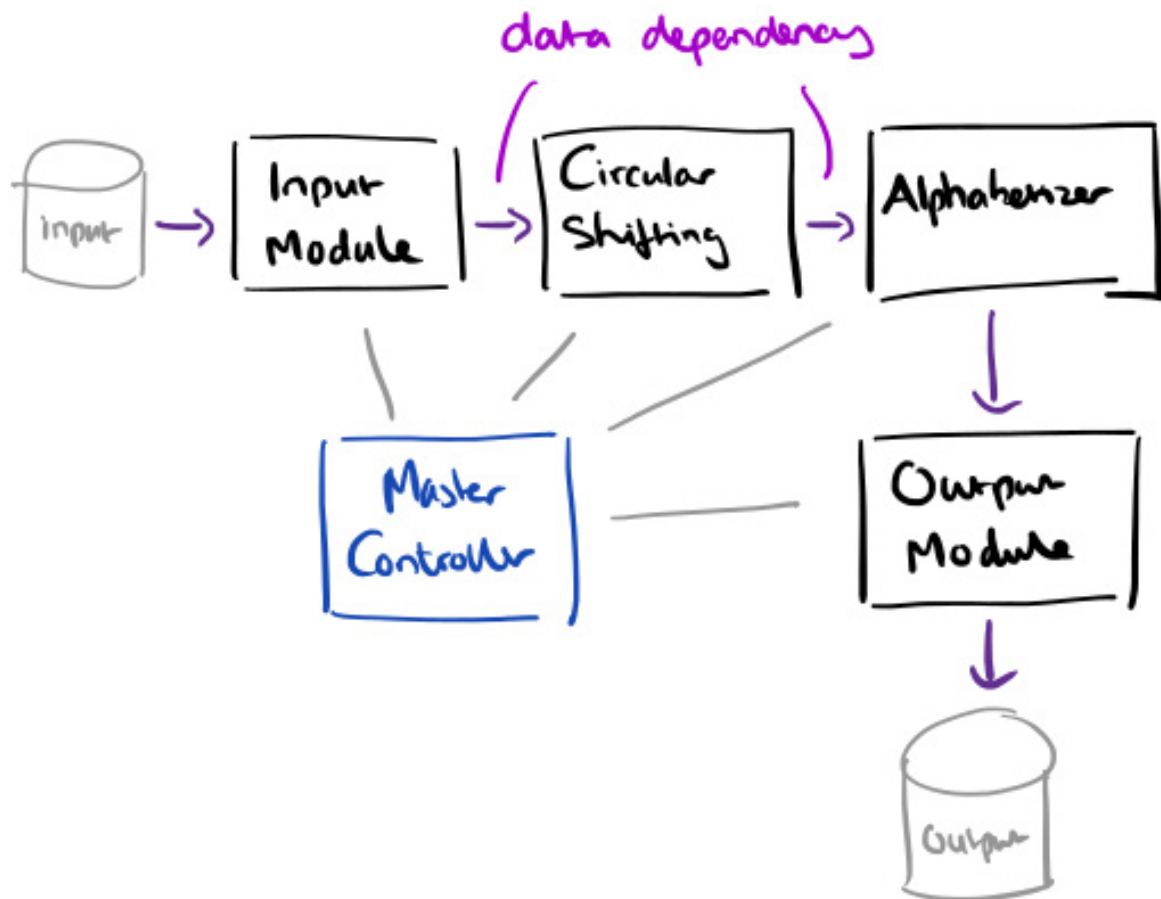 data dependency
input
Input
Module
Circular
Shifting
Alphabetizer
Master
Controller
Output
Module
Output